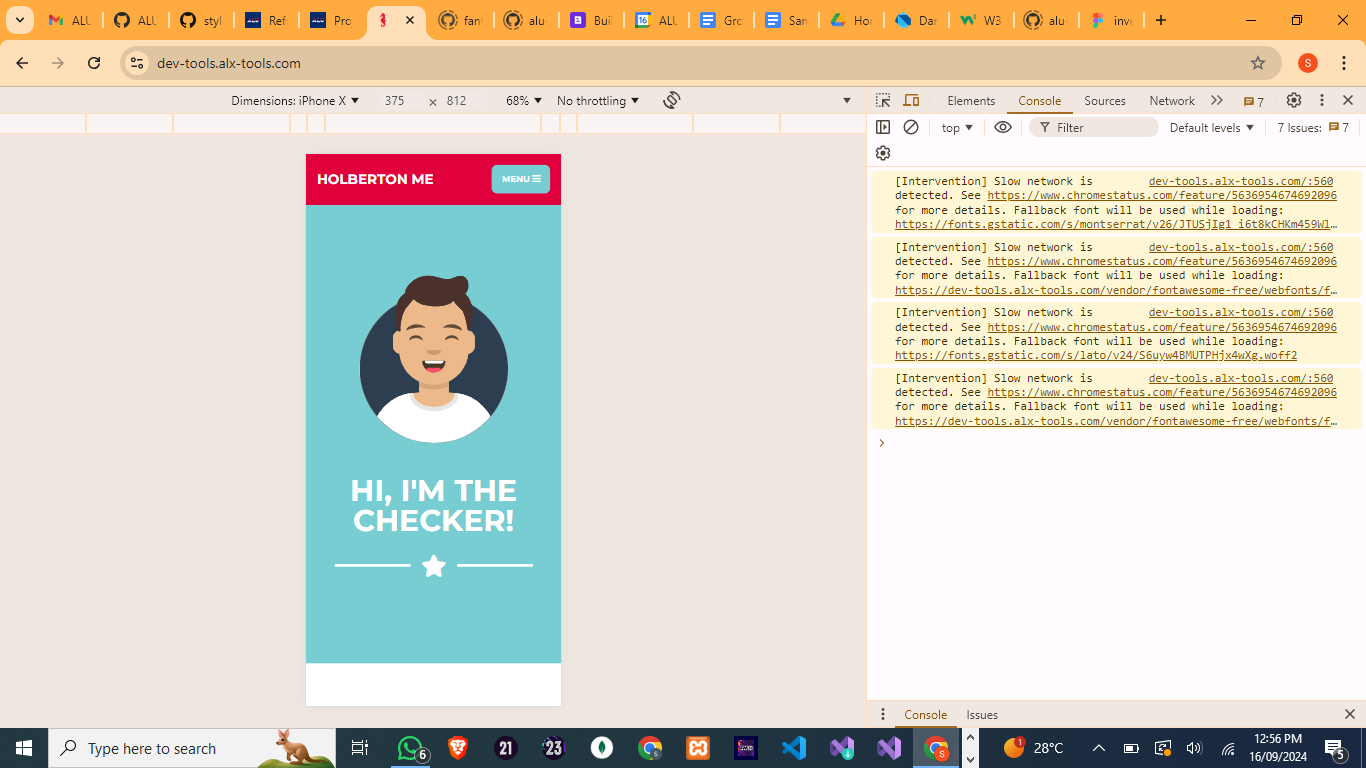 ALU
ALU
styl
Ref
Proj
fant
alu-
Buil
ALU
Gro
San
Hor
Dar
W3
alu-
inve
dev-tools.alx-tools.com
S
Dimensions: iPhone X
375
×
812
68%
No throttling
Elements
Console
Sources
Network
7
top
Filter
Default levels
7 Issues:
7
HOLBERTON ME
MENU
HI, I'M THE
CHECKER!
[Intervention] Slow network is dev-tools.alx-tools.com/:560
detected. See https://www.chromestatus.com/feature/5636954674692096
for more details. Fallback font will be used while loading:
https://fonts.gstatic.com/s/montserrat/v26/JTUSjIg1_i6t8kCHKm459Wl…
[Intervention] Slow network is dev-tools.alx-tools.com/:560
detected. See https://www.chromestatus.com/feature/5636954674692096
for more details. Fallback font will be used while loading:
https://dev-tools.alx-tools.com/vendor/fontawesome-free/webfonts/f…
[Intervention] Slow network is dev-tools.alx-tools.com/:560
detected. See https://www.chromestatus.com/feature/5636954674692096
for more details. Fallback font will be used while loading:
https://fonts.gstatic.com/s/lato/v24/S6uyw4BMUTPHjx4wXg.woff2
[Intervention] Slow network is dev-tools.alx-tools.com/:560
detected. See https://www.chromestatus.com/feature/5636954674692096
for more details. Fallback font will be used while loading:
https://dev-tools.alx-tools.com/vendor/fontawesome-free/webfonts/f…
Console
Issues
Type here to search
6
21
23
S
1
28°C
12:56 PM
16/09/2024
5